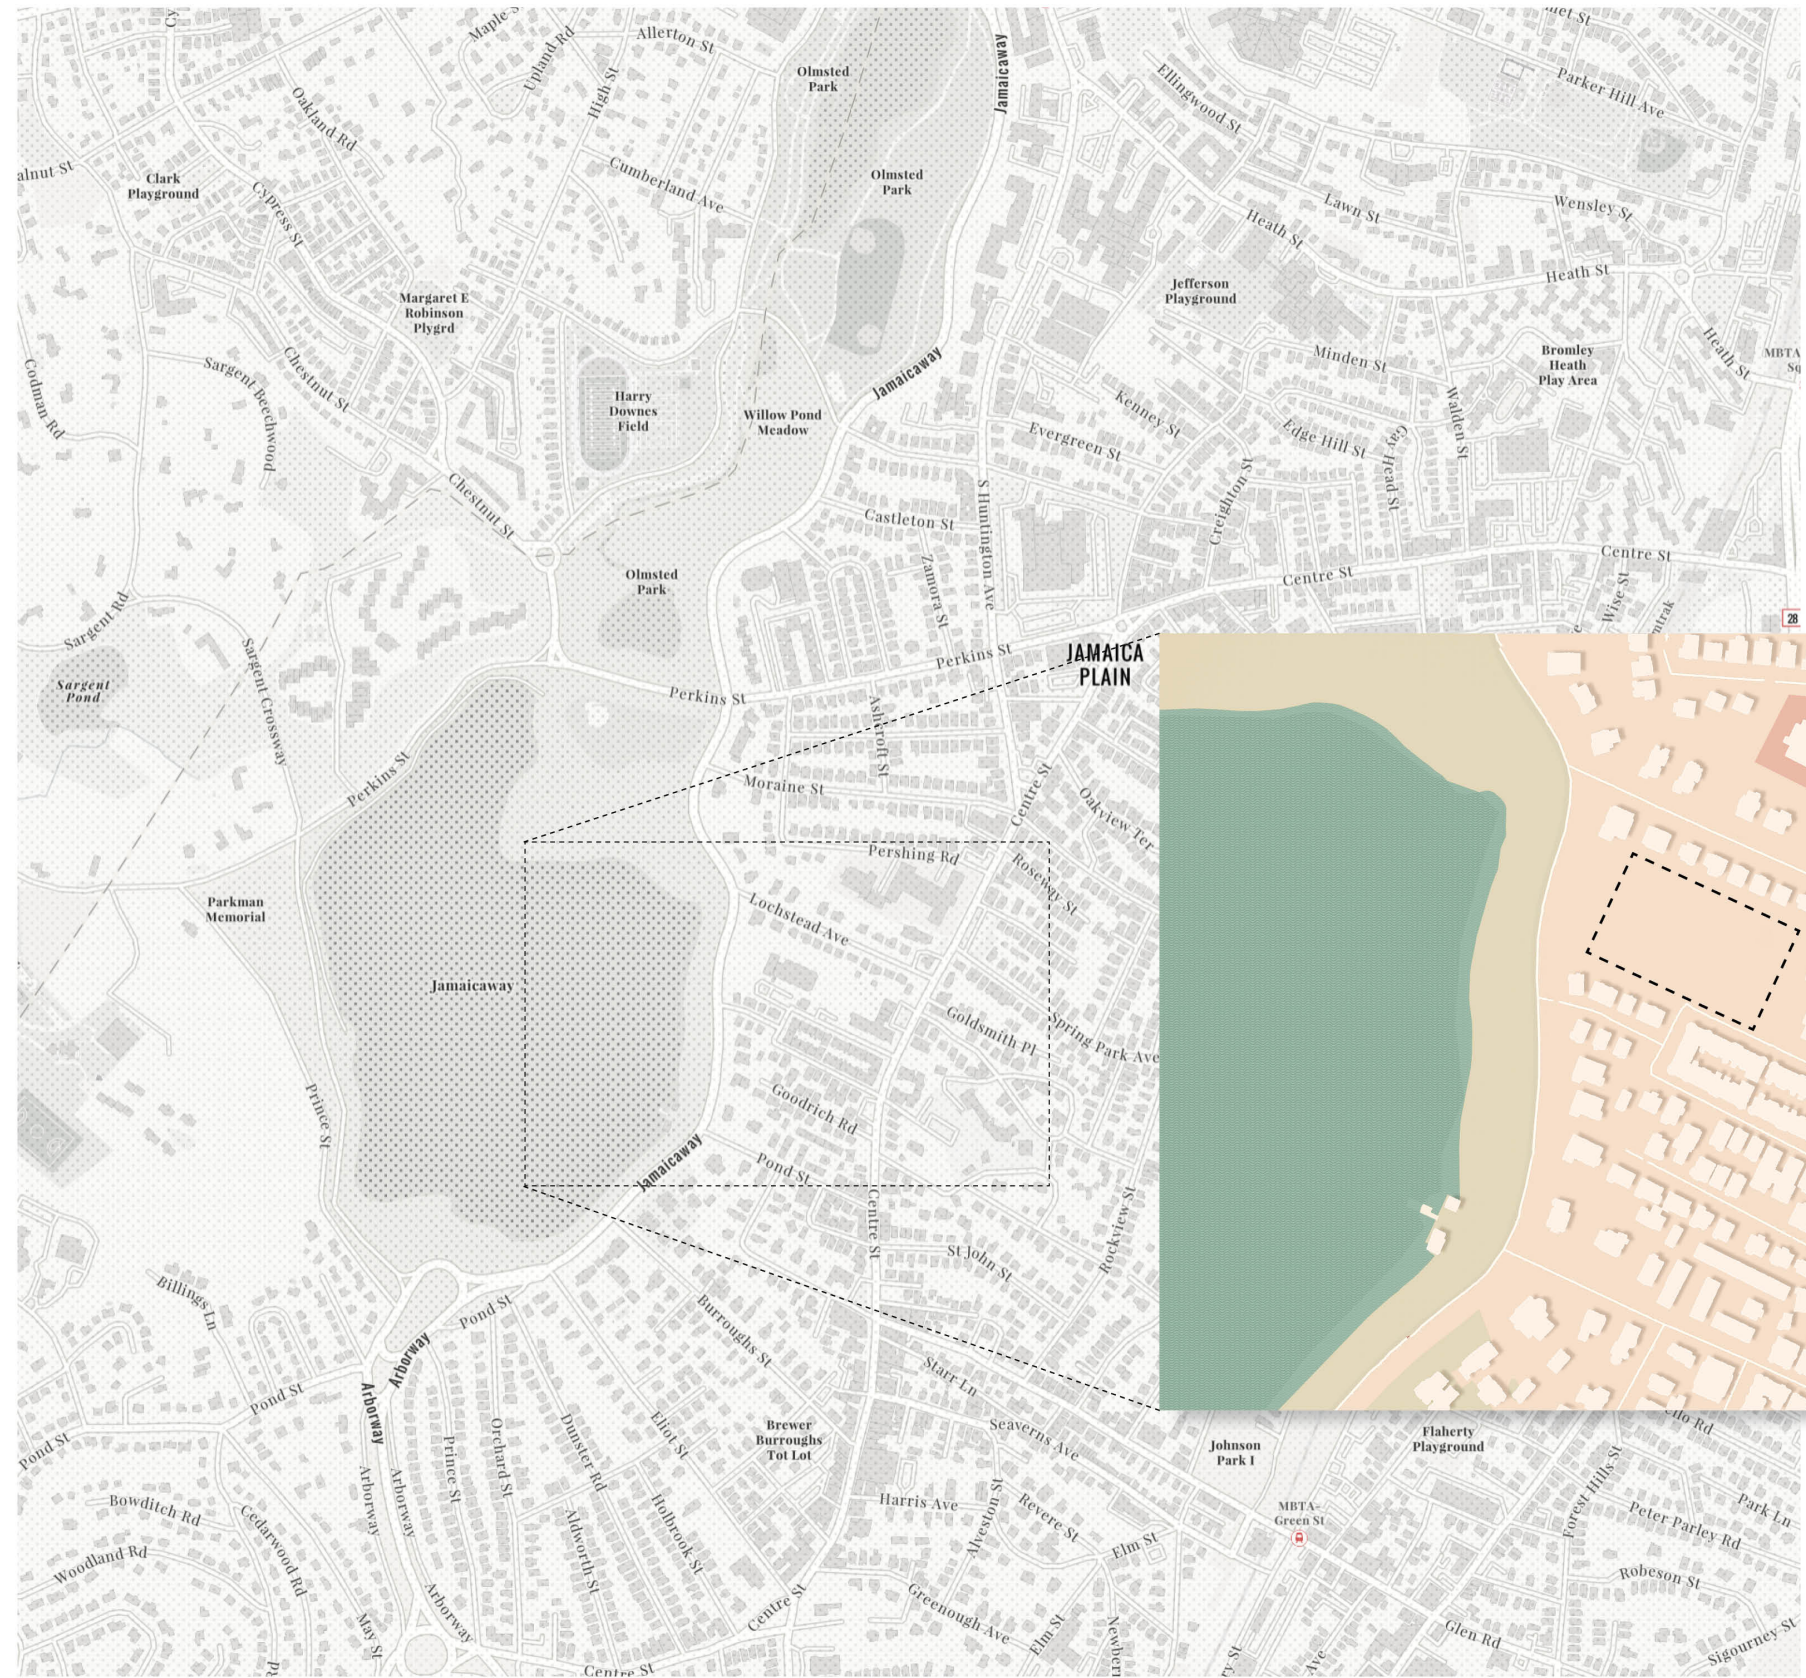 Maple S
Upland Rd
High St
Allerton St
Olmsted
Park
Jamaicaway
Ellingwood St
Parker Hill Ave
Oakland Rd
alnut St
Clark
Playground
Cypress St
Cumberland Ave
Olmsted
Park
Heath St
Lawn St
Wensley St
Heath St
Margaret E
Robinson
Plygrd
Jefferson
Playground
Codman Rd
Sargent Beechwood
Chestnut St
Harry
Downes
Field
Willow Pond
Meadow
Jamaicaway
Minden St
Bromley
Heath
Play Area
Heath St
MBTA
Kenney St
Evergreen St
Edge Hill St
Gay Head St
Walden St
Chestnut St
Creighton St
Castleton St
S Huntington Ave
Zamora St
Centre St
Centre St
Wise St
28
Olmsted
Park
Sargent Rd
Sargent
Pond
Sargent Crossway
Perkins St
JAMAICA
PLAIN
Perkins St
Ashcroft St
Perkins St
Moraine St
Centre St
Oakview Ter
Pershing Rd
Roseway St
Parkman
Memorial
Lochstead Ave
Jamaicaway
Goldsmith Pl
Spring Park Ave
Prince St
Goodrich Rd
Jamaicaway
Pond St
Centre St
St John St
Rockview St
Billings Ln
Pond St
Burroughs St
Arborway
Starr Ln
Pond St
Arborway
Pond St
Prince St
Orchard St
Dunster Rd
Eliot St
Brewer
Burroughs
Tot Lot
Seaverns Ave
Johnson
Park I
Flaherty
Playground
Arborway
Arborway
Bowditch Rd
Cedarwood Rd
Woodland Rd
Aldworth St
Holbrook St
Harris Ave
Alveston St
Revere St
Elm St
MBTA-
Green St
Forest Hills St
Peter Parley Rd
Park Ln
Robeson St
May St
Arborway
Centre St
Centre St
Greenough Ave
Elm St
Newbern
Glen Rd
Sigourney St
Ave